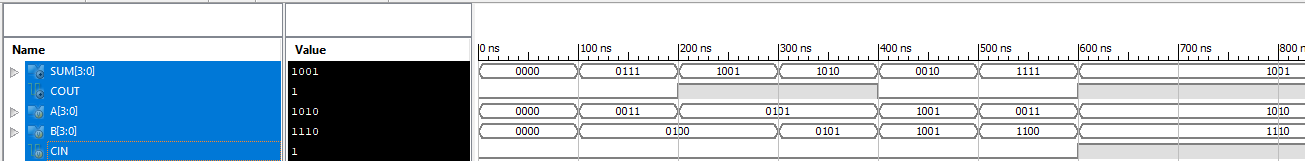 Name Value 0 ns 100 ns 200 ns 300 ns 400 ns 500 ns 600 ns 700 ns 800 n
SUM[3:0] 1001 0000 0111 1001 1010 0010 1111 1001
COUT 1
A[3:0] 1010 0000 0011 0101 1001 0011 1010
B[3:0] 1110 0000 0100 0101 1001 1100 1110
CIN 1